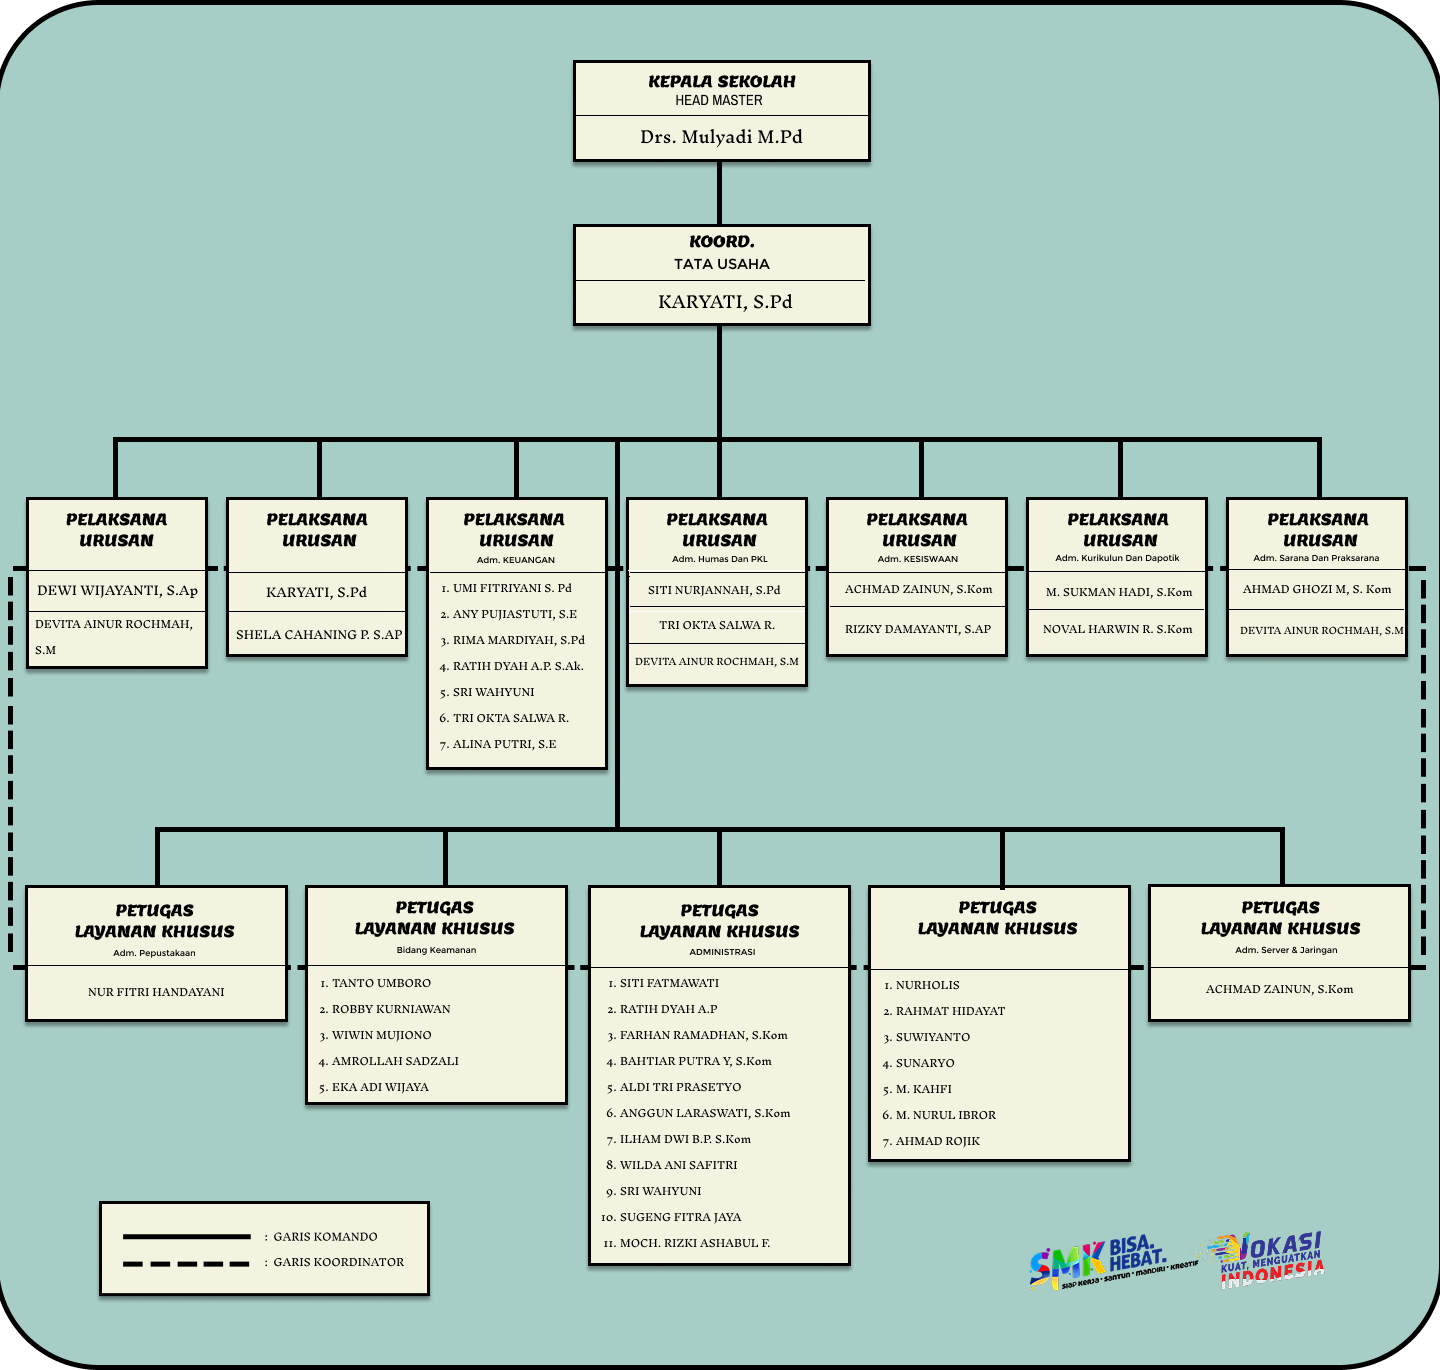 KEPALA SEKOLAH
HEAD MASTER
Drs. Mulyadi M.Pd
KOORD.
TATA USAHA
KARYATI, S.Pd
PELAKSANA
URUSAN
DEWI WIJAYANTI, S.Ap
DEVITA AINUR ROCHMAH,
S.M
PELAKSANA
URUSAN
KARYATI, S.Pd
SHELA CAHANING P. S.AP
PELAKSANA
URUSAN
Adm. KEUANGAN
1. UMI FITRIYANI S. Pd
2. ANY PUJIASTUTI, S.E
3. RIMA MARDIYAH, S.Pd
4. RATIH DYAH A.P. S.Ak.
5. SRI WAHYUNI
6. TRI OKTA SALWA R.
7. ALINA PUTRI, S.E
PELAKSANA
URUSAN
Adm. Humas Dan PKL
SITI NURJANNAH, S.Pd
TRI OKTA SALWA R.
DEVITA AINUR ROCHMAH, S.M
PELAKSANA
URUSAN
Adm. KESISWAAN
ACHMAD ZAINUN, S.Kom
RIZKY DAMAYANTI, S.AP
PELAKSANA
URUSAN
Adm. Kurikulun Dan Dapotik
M. SUKMAN HADI, S.Kom
NOVAL HARWIN R. S.Kom
PELAKSANA
URUSAN
Adm. Sarana Dan Praksarana
AHMAD GHOZI M, S. Kom
DEVITA AINUR ROCHMAH, S.M
PETUGAS
LAYANAN KHUSUS
Adm. Pepustakaan
NUR FITRI HANDAYANI
PETUGAS
LAYANAN KHUSUS
Bidang Keamanan
1. TANTO UMBORO
2. ROBBY KURNIAWAN
3. WIWIN MUJIONO
4. AMROLLAH SADZALI
5. EKA ADI WIJAYA
PETUGAS
LAYANAN KHUSUS
ADMINISTRASI
1. SITI FATMAWATI
2. RATIH DYAH A.P
3. FARHAN RAMADHAN, S.Kom
4. BAHTIAR PUTRA Y, S.Kom
5. ALDI TRI PRASETYO
6. ANGGUN LARASWATI, S.Kom
7. ILHAM DWI B.P. S.Kom
8. WILDA ANI SAFITRI
9. SRI WAHYUNI
10. SUGENG FITRA JAYA
11. MOCH. RIZKI ASHABUL F.
PETUGAS
LAYANAN KHUSUS
1. NURHOLIS
2. RAHMAT HIDAYAT
3. SUWIYANTO
4. SUNARYO
5. M. KAHFI
6. M. NURUL IBROR
7. AHMAD ROJIK
PETUGAS
LAYANAN KHUSUS
Adm. Server & Jaringan
ACHMAD ZAINUN, S.Kom
: GARIS KOMANDO
: GARIS KOORDINATOR
SMK BISA.
HEBAT.
SIAP KERJA • SANTUN • MANDIRI • KREATIF
VOKASI
KUAT, MENGUATKAN
INDONESIA